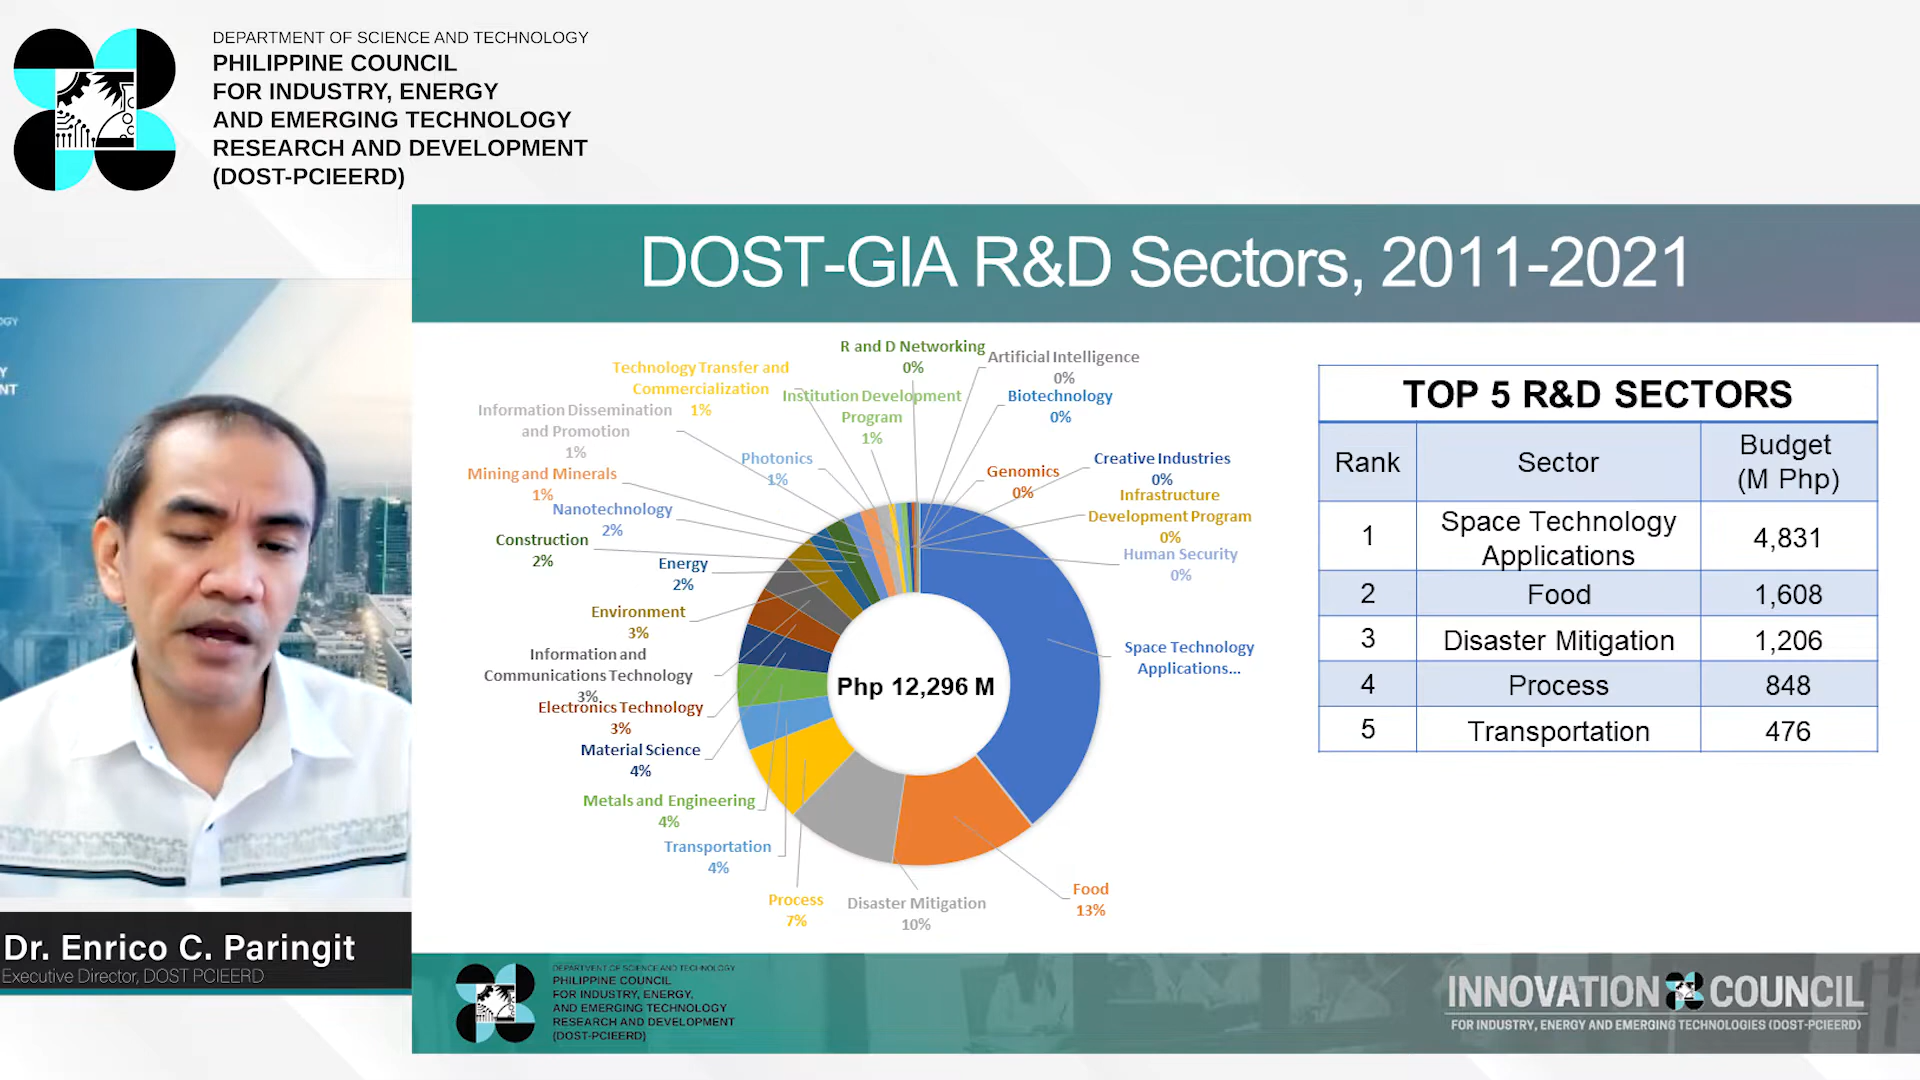 DEPARTMENT OF SCIENCE AND TECHNOLOGY
PHILIPPINE COUNCIL
FOR INDUSTRY, ENERGY
AND EMERGING TECHNOLOGY
RESEARCH AND DEVELOPMENT
(DOST-PCIEERD)
OGY
Y
NT
Dr. Enrico C. Paringit
Executive Director, DOST PCIEERD
DOST-GIA R&D Sectors, 2011-2021
R and D Networking
0%
Artificial Intelligence
0%
Technology Transfer and
Commercialization
1%
Institution Development
Program
1%
Biotechnology
0%
Information Dissemination
and Promotion
1%
Photonics
1%
Genomics
0%
Creative Industries
0%
Mining and Minerals
1%
Infrastructure
Development Program
0%
Nanotechnology
2%
Human Security
0%
Construction
2%
Energy
2%
Environment
3%
Information and
Communications Technology
3%
Space Technology
Applications...
Electronics Technology
3%
Php 12,296 M
Material Science
4%
Metals and Engineering
4%
Transportation
4%
Process
7%
Disaster Mitigation
10%
Food
13%
TOP 5 R&D SECTORS
Rank Sector Budget
(M Php)
1 Space Technology
Applications 4,831
2 Food 1,608
3 Disaster Mitigation 1,206
4 Process 848
5 Transportation 476
DEPARTMENT OF SCIENCE AND TECHNOLOGY
PHILIPPINE COUNCIL
FOR INDUSTRY, ENERGY,
AND EMERGING TECHNOLOGY
RESEARCH AND DEVELOPMENT
(DOST-PCIEERD)
INNOVATION COUNCIL
FOR INDUSTRY, ENERGY AND EMERGING TECHNOLOGIES (DOST-PCIEERD)